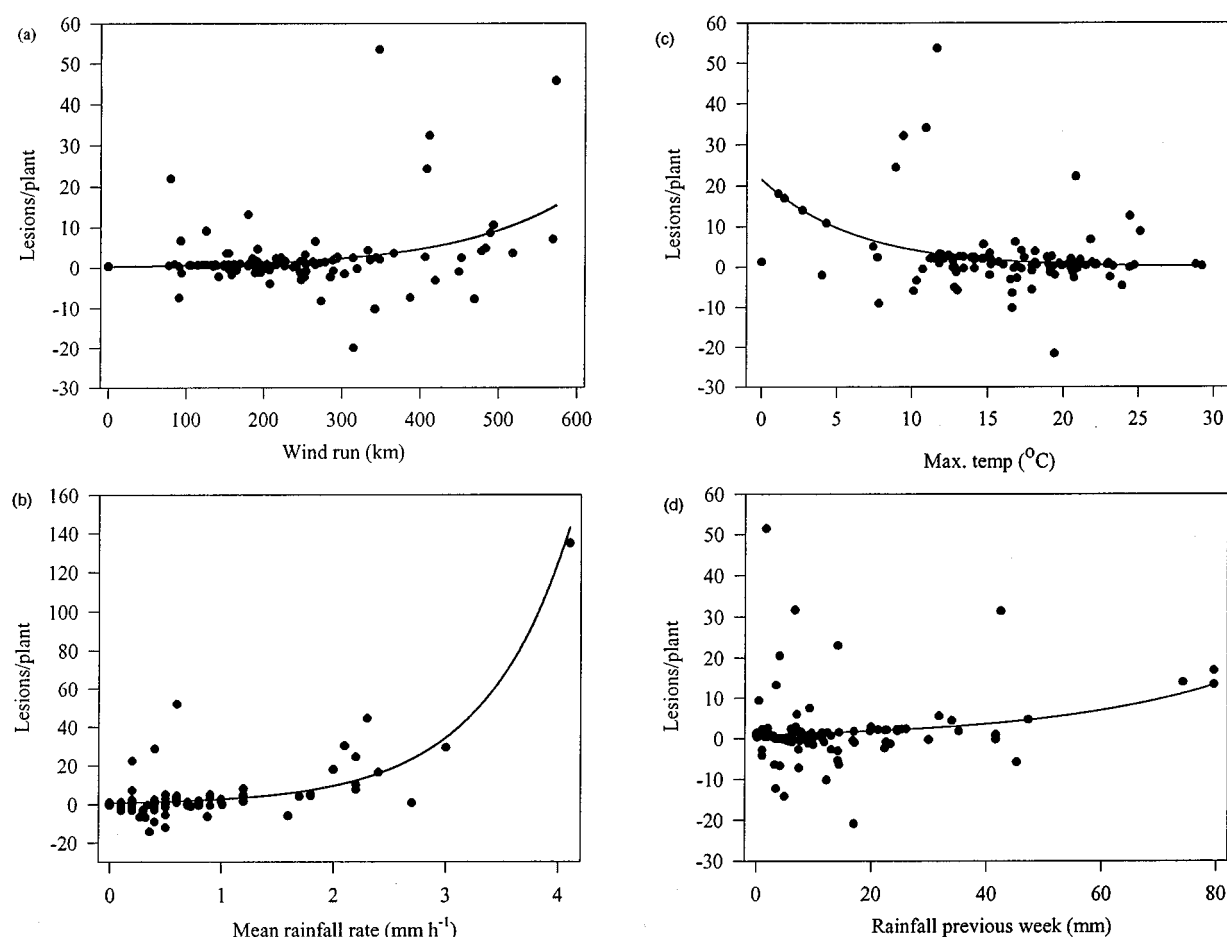 (a)
60
50
40
30
20
10
0
-10
-20
-30
Lesions/plant
0 100 200 300 400 500 600
Wind run (km)
(b)
160
140
120
100
80
60
40
20
0
-20
Lesions/plant
0 1 2 3 4
Mean rainfall rate (mm h⁻¹)
(c)
60
50
40
30
20
10
0
-10
-20
-30
Lesions/plant
0 5 10 15 20 25 30
Max. temp (°C)
(d)
60
50
40
30
20
10
0
-10
-20
-30
Lesions/plant
0 20 40 60 80
Rainfall previous week (mm)